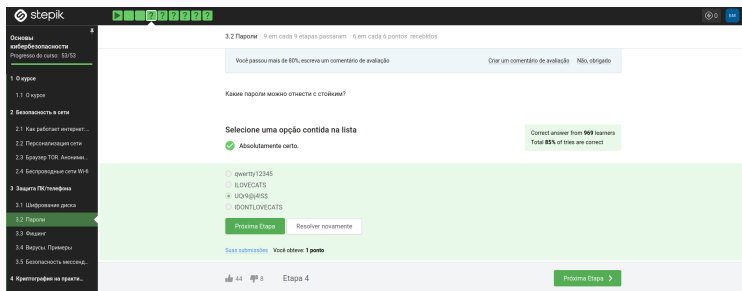 stepik
? ? ? ? ? ?
0
Основы
кибербезопасности
Progresso do curso: 53/53
1 О курсе
1.1 О курсе
2 Безопасность в сети
2.1 Как работает интернет:...
2.2 Персонализация сети
2.3 Браузер TOR. Аноними...
2.4 Беспроводные сети Wi-fi
3 Защита ПК/телефона
3.1 Шифрование диска
3.2 Пароли
3.3 Фишинг
3.4 Вирусы. Примеры
3.5 Безопасность мессенд...
4 Криптография на практи...
3.2 Пароли 9 em cada 9 etapas passaram 6 em cada 6 pontos recebidos
Você passou mais de 80%, escreva um comentário de avaliação Criar um comentário de avaliação Não, obrigado
Какие пароли можно отнести с стойким?
Selecione uma opção contida na lista
Absolutamente certo.
Correct answer from 969 learners
Total 85% of tries are correct
qwertty12345
ILOVECATS
UQr9@j4!S$
IDONTLOVECATS
Próxima Etapa Resolver novamente
Suas submissões Você obteve: 1 ponto
44 8 Etapa 4 Próxima Etapa